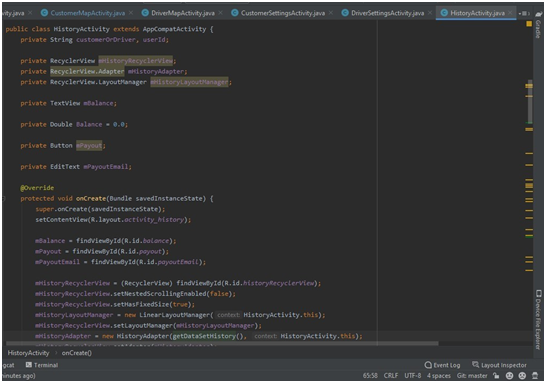 ivity.java
CustomerMapActivity.java
DriverMapActivity.java
CustomerSettingsActivity.java
DriverSettingsActivity.java
HistoryActivity.java
public class HistoryActivity extends AppCompatActivity {
private String customerOrDriver, userId;
private RecyclerView mHistoryRecyclerView;
private RecyclerView.Adapter mHistoryAdapter;
private RecyclerView.LayoutManager mHistoryLayoutManager;
private TextView mBalance;
private Double Balance = 0.0;
private Button mPayout;
private EditText mPayoutEmail;
@Override
protected void onCreate(Bundle savedInstanceState) {
super.onCreate(savedInstanceState);
setContentView(R.layout.activity_history);
mBalance = findViewById(R.id.balance);
mPayout = findViewById(R.id.payout);
mPayoutEmail = findViewById(R.id.payoutEmail);
mHistoryRecyclerView = (RecyclerView) findViewById(R.id.historyRecyclerView);
mHistoryRecyclerView.setNestedScrollingEnabled(false);
mHistoryRecyclerView.setHasFixedSize(true);
mHistoryLayoutManager = new LinearLayoutManager( context: HistoryActivity.this);
mHistoryRecyclerView.setLayoutManager(mHistoryLayoutManager);
mHistoryAdapter = new HistoryAdapter(getDataSetHistory(), context: HistoryActivity.this);
Gradle
Device File Explorer
HistoryActivity > onCreate()
gcat
Terminal
Event Log
Layout Inspector
minutes ago)
65:58 CRLF UTF-8 4 spaces Git: master